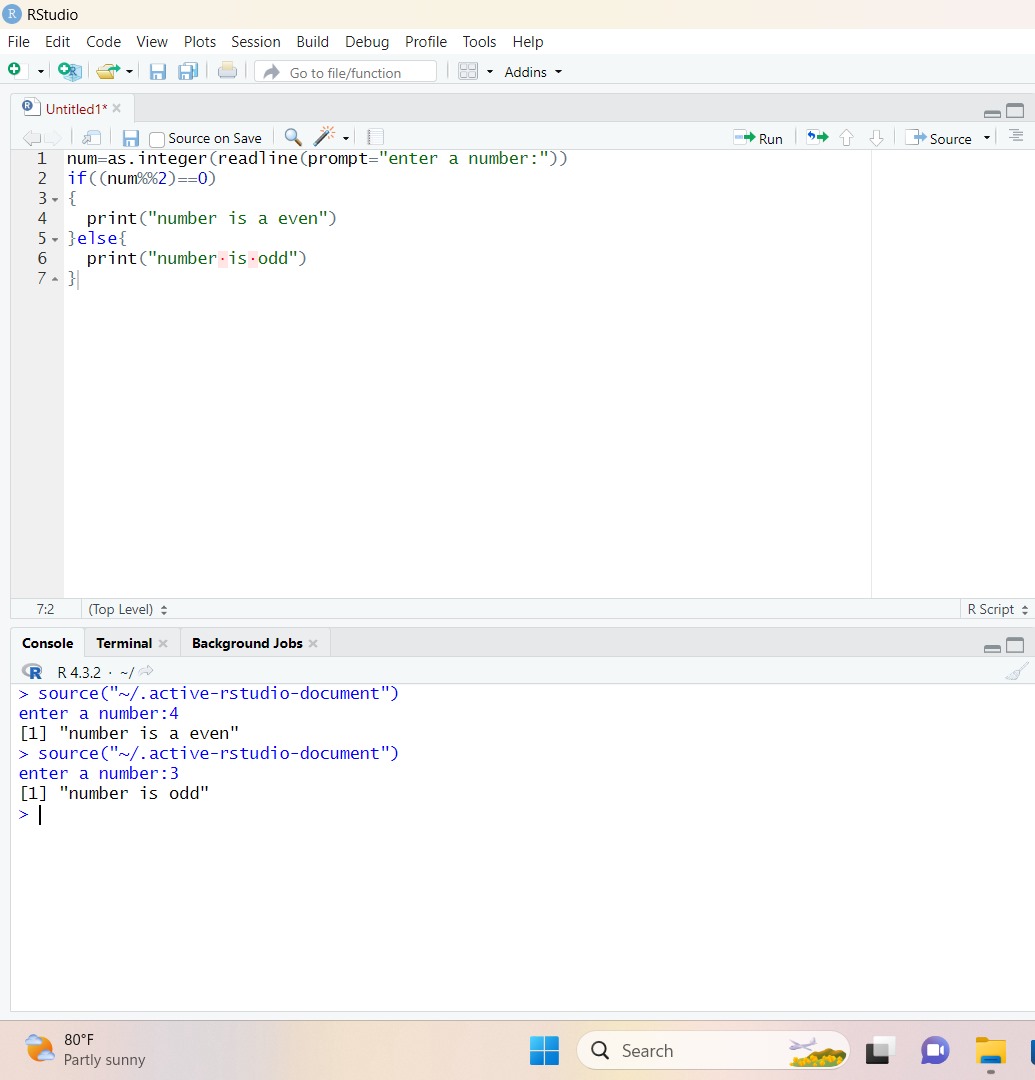 RStudio
File Edit Code View Plots Session Build Debug Profile Tools Help
Go to file/function Addins
Untitled1*
Source on Save Run Source
1 num=as.integer(readline(prompt="enter a number:"))
2 if((num%%2)==0)
3 {
4 print("number is a even")
5 }else{
6 print("number·is·odd")
7 }
7:2 (Top Level) R Script
Console Terminal Background Jobs
R 4.3.2 · ~/
> source("~/.active-rstudio-document")
enter a number:4
[1] "number is a even"
> source("~/.active-rstudio-document")
enter a number:3
[1] "number is odd"
>
80°F
Partly sunny
Search